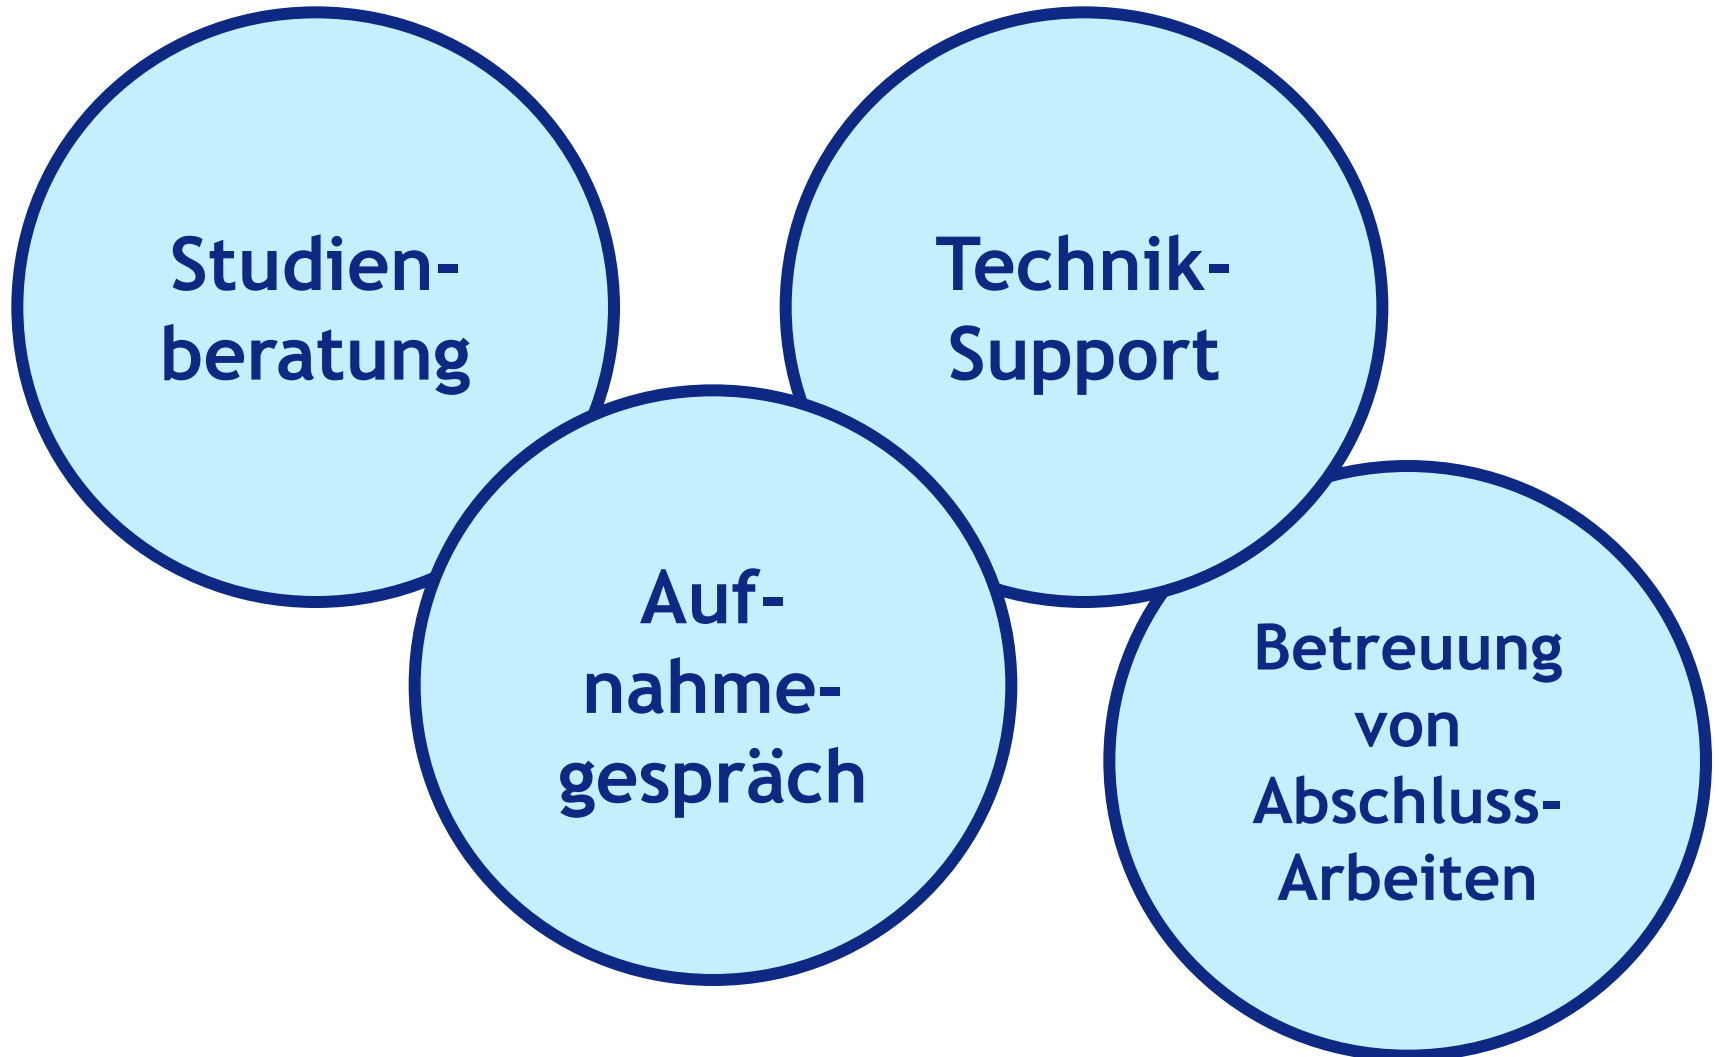 Studien-
beratung
Technik-
Support
Auf-
nahme-
gespräch
Betreuung
von
Abschluss-
Arbeiten